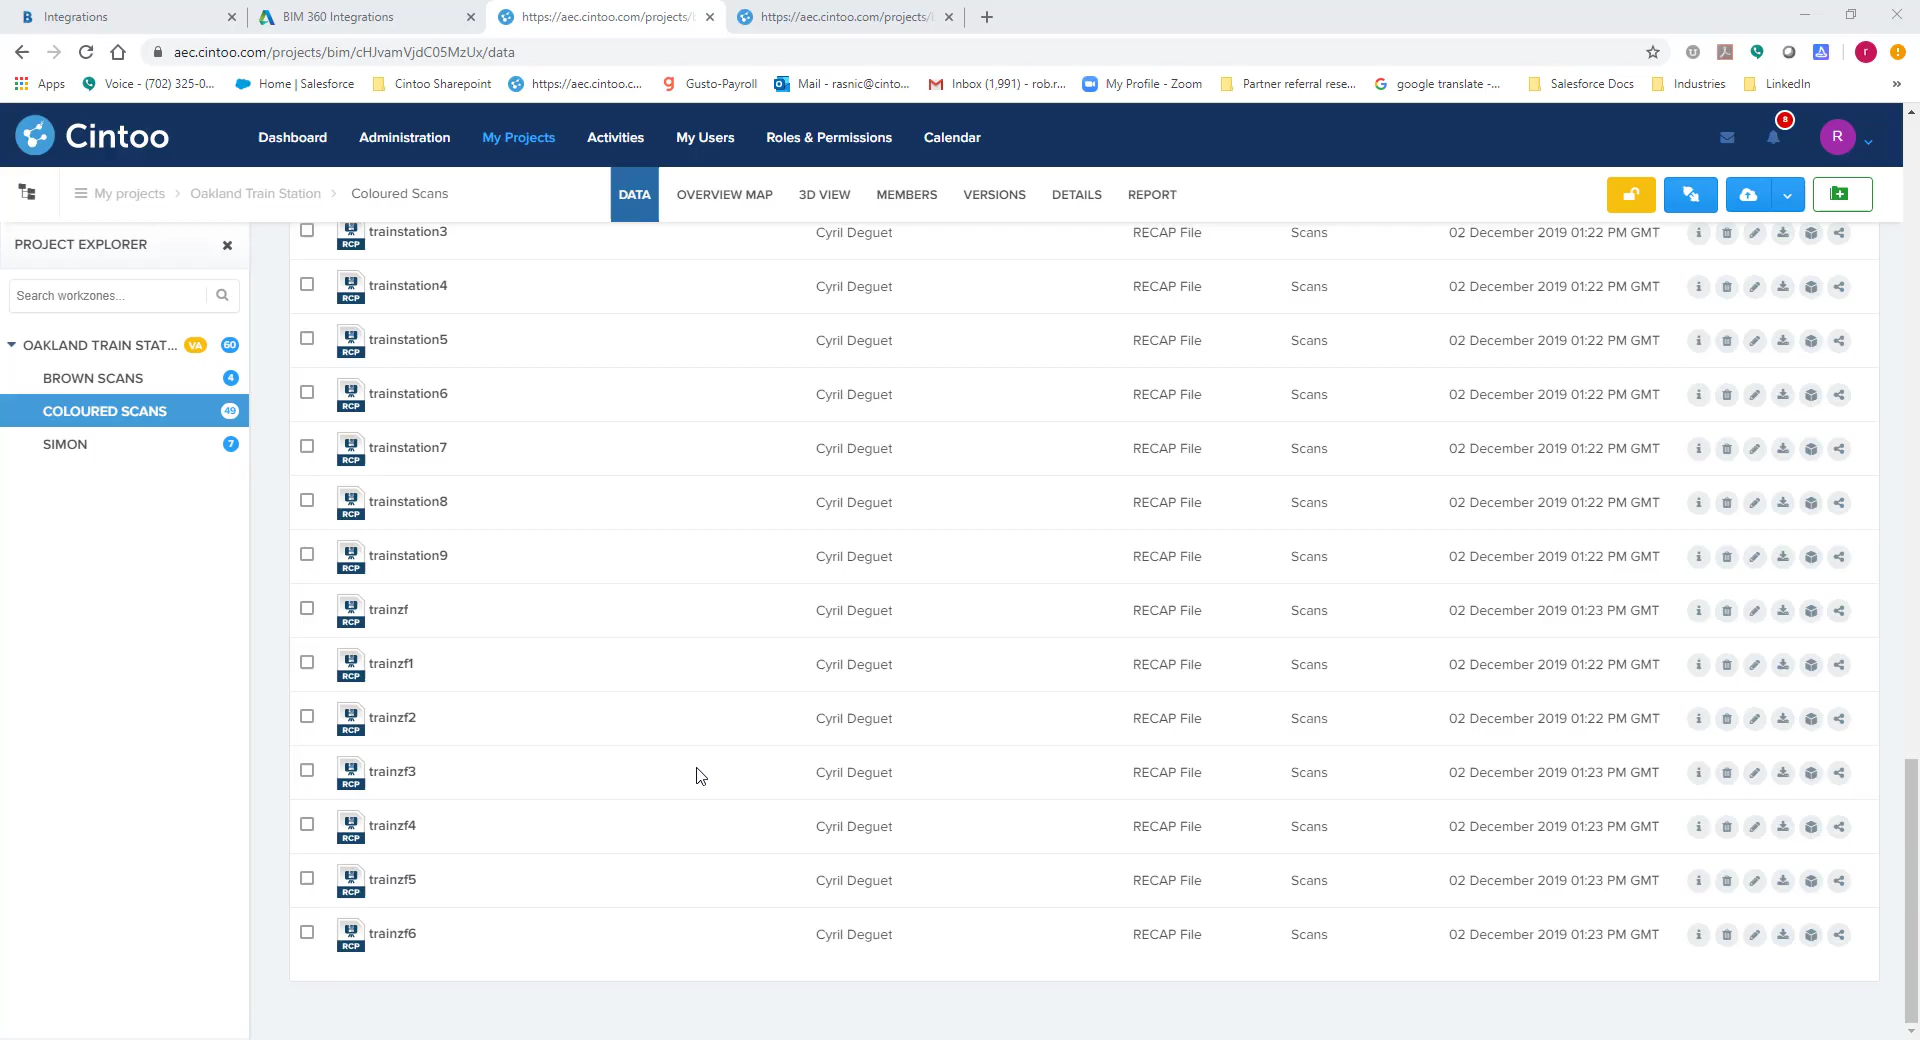 Integrations
BIM 360 Integrations
https://aec.cintoo.com/projects/
https://aec.cintoo.com/projects/
aec.cintoo.com/projects/bim/cHJvamVjdC05MzUx/data
r
Apps
Voice - (702) 325-0...
Home | Salesforce
Cintoo Sharepoint
https://aec.cintoo.c...
Gusto-Payroll
Mail - rasnic@cinto...
Inbox (1,991) - rob.r...
My Profile - Zoom
Partner referral rese...
google translate -...
Salesforce Docs
Industries
LinkedIn
Cintoo
Dashboard
Administration
My Projects
Activities
My Users
Roles & Permissions
Calendar
8
R
My projects
Oakland Train Station
Coloured Scans
DATA
OVERVIEW MAP
3D VIEW
MEMBERS
VERSIONS
DETAILS
REPORT
PROJECT EXPLORER
Search workzones...
OAKLAND TRAIN STAT... VA 60
BROWN SCANS 4
COLOURED SCANS 49
SIMON 7
RCP trainstation3 Cyril Deguet RECAP File Scans 02 December 2019 01:22 PM GMT
RCP trainstation4 Cyril Deguet RECAP File Scans 02 December 2019 01:22 PM GMT
RCP trainstation5 Cyril Deguet RECAP File Scans 02 December 2019 01:22 PM GMT
RCP trainstation6 Cyril Deguet RECAP File Scans 02 December 2019 01:22 PM GMT
RCP trainstation7 Cyril Deguet RECAP File Scans 02 December 2019 01:22 PM GMT
RCP trainstation8 Cyril Deguet RECAP File Scans 02 December 2019 01:22 PM GMT
RCP trainstation9 Cyril Deguet RECAP File Scans 02 December 2019 01:22 PM GMT
RCP trainzf Cyril Deguet RECAP File Scans 02 December 2019 01:23 PM GMT
RCP trainzf1 Cyril Deguet RECAP File Scans 02 December 2019 01:22 PM GMT
RCP trainzf2 Cyril Deguet RECAP File Scans 02 December 2019 01:22 PM GMT
RCP trainzf3 Cyril Deguet RECAP File Scans 02 December 2019 01:23 PM GMT
RCP trainzf4 Cyril Deguet RECAP File Scans 02 December 2019 01:23 PM GMT
RCP trainzf5 Cyril Deguet RECAP File Scans 02 December 2019 01:23 PM GMT
RCP trainzf6 Cyril Deguet RECAP File Scans 02 December 2019 01:23 PM GMT